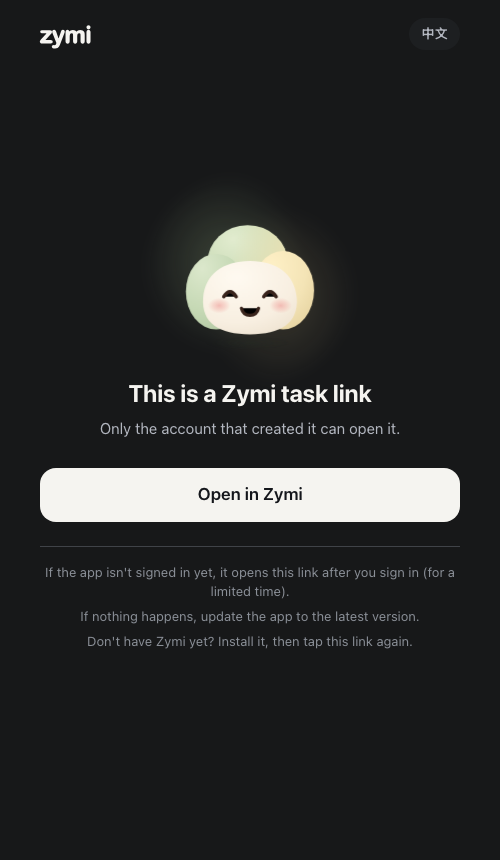 zymi
中文
This is a Zymi task link
Only the account that created it can open it.
Open in Zymi
If the app isn't signed in yet, it opens this link after you sign in (for a
limited time).
If nothing happens, update the app to the latest version.
Don't have Zymi yet? Install it, then tap this link again.